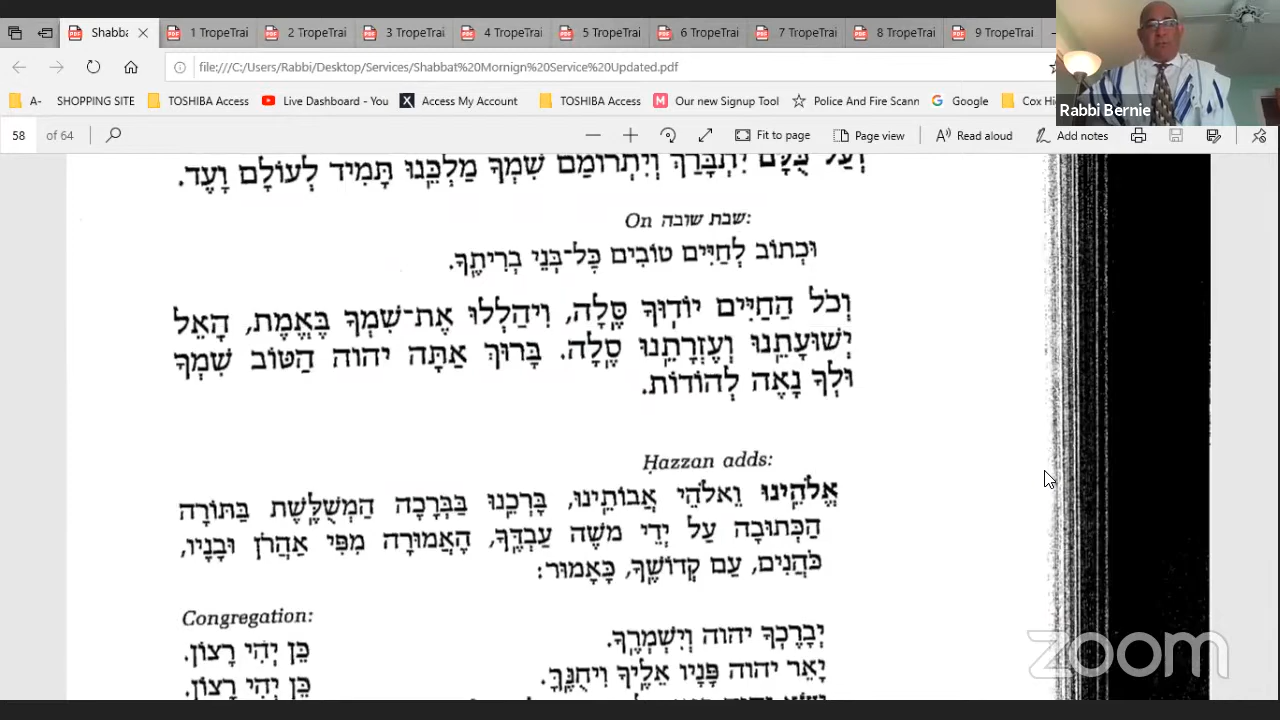 Shabba
1 TropeTrai
2 TropeTrai
3 TropeTrai
4 TropeTrai
5 TropeTrai
6 TropeTrai
7 TropeTrai
8 TropeTrai
9 TropeTrai
file:///C:/Users/Rabbi/Desktop/Services/Shabbat%20Mornign%20Service%20Updated.pdf
A- SHOPPING SITE TOSHIBA Access Live Dashboard - You Access My Account TOSHIBA Access Our new Signup Tool Police And Fire Scann Google Cox Hi
Rabbi Bernie
58 of 64 Fit to page Page view Read aloud Add notes
וְעַל כֻּלָּם יִתְבָּרַךְ וְיִתְרוֹמַם שִׁמְךָ מַלְכֵּנוּ תָּמִיד לְעוֹלָם וָעֶד.
On שבת שובה:
וּכְתוֹב לְחַיִּים טוֹבִים כָּל־בְּנֵי בְרִיתֶךָ.
וְכֹל הַחַיִּים יוֹדוּךָ סֶּלָה, וִיהַלְלוּ אֶת־שִׁמְךָ בֶּאֱמֶת, הָאֵל
יְשׁוּעָתֵנוּ וְעֶזְרָתֵנוּ סֶלָה. בָּרוּךְ אַתָּה יהוה הַטּוֹב שִׁמְךָ
וּלְךָ נָאֶה לְהוֹדוֹת.
Ḥazzan adds:
אֱלֹהֵינוּ וֵאלֹהֵי אֲבוֹתֵינוּ, בָּרְכֵנוּ בַּבְּרָכָה הַמְשֻׁלֶּשֶׁת בַּתּוֹרָה
הַכְּתוּבָה עַל יְדֵי משֶׁה עַבְדֶּךָ, הָאֲמוּרָה מִפִּי אַהֲרֹן וּבָנָיו,
כֹּהֲנִים, עַם קְדוֹשֶׁךָ, כָּאָמוּר:
Congregation:
יְבָרֶכְךָ יהוה וְיִשְׁמְרֶךָ. כֵּן יְהִי רָצוֹן.
יָאֵר יהוה פָּנָיו אֵלֶיךָ וִיחֻנֶּךָּ. כֵּן יְהִי רָצוֹן.
zoom